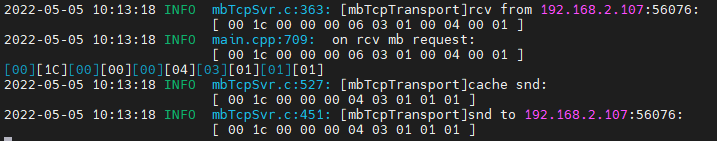 2022-05-05 10:13:18 INFO  mbTcpSvr.c:363: [mbTcpTransport]rcv from 192.168.2.107:56076:
[ 00 1c 00 00 00 06 03 01 00 04 00 01 ]
2022-05-05 10:13:18 INFO  main.cpp:709:  on rcv mb request:
[ 00 1c 00 00 00 06 03 01 00 04 00 01 ]
[00][1C][00][00][00][04][03][01][01][01]
2022-05-05 10:13:18 INFO  mbTcpSvr.c:527: [mbTcpTransport]cache snd:
[ 00 1c 00 00 00 04 03 01 01 01 ]
2022-05-05 10:13:18 INFO  mbTcpSvr.c:451: [mbTcpTransport]snd to 192.168.2.107:56076:
[ 00 1c 00 00 00 04 03 01 01 01 ]